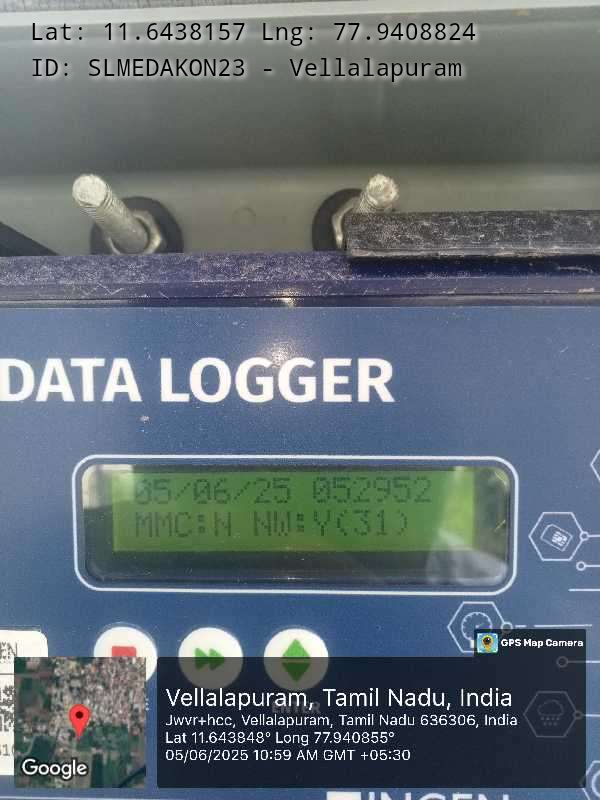 Lat: 11.6438157 Lng: 77.9408824
ID: SLMEDAKON23 - Vellalapuram
DATA LOGGER
05/06/25 052952
MMC:N NW:Y(31)
GPS Map Camera
Vellalapuram, Tamil Nadu, India
Jwvr+hcc, Vellalapuram, Tamil Nadu 636306, India
Lat 11.643848° Long 77.940855°
05/06/2025 10:59 AM GMT +05:30
Google